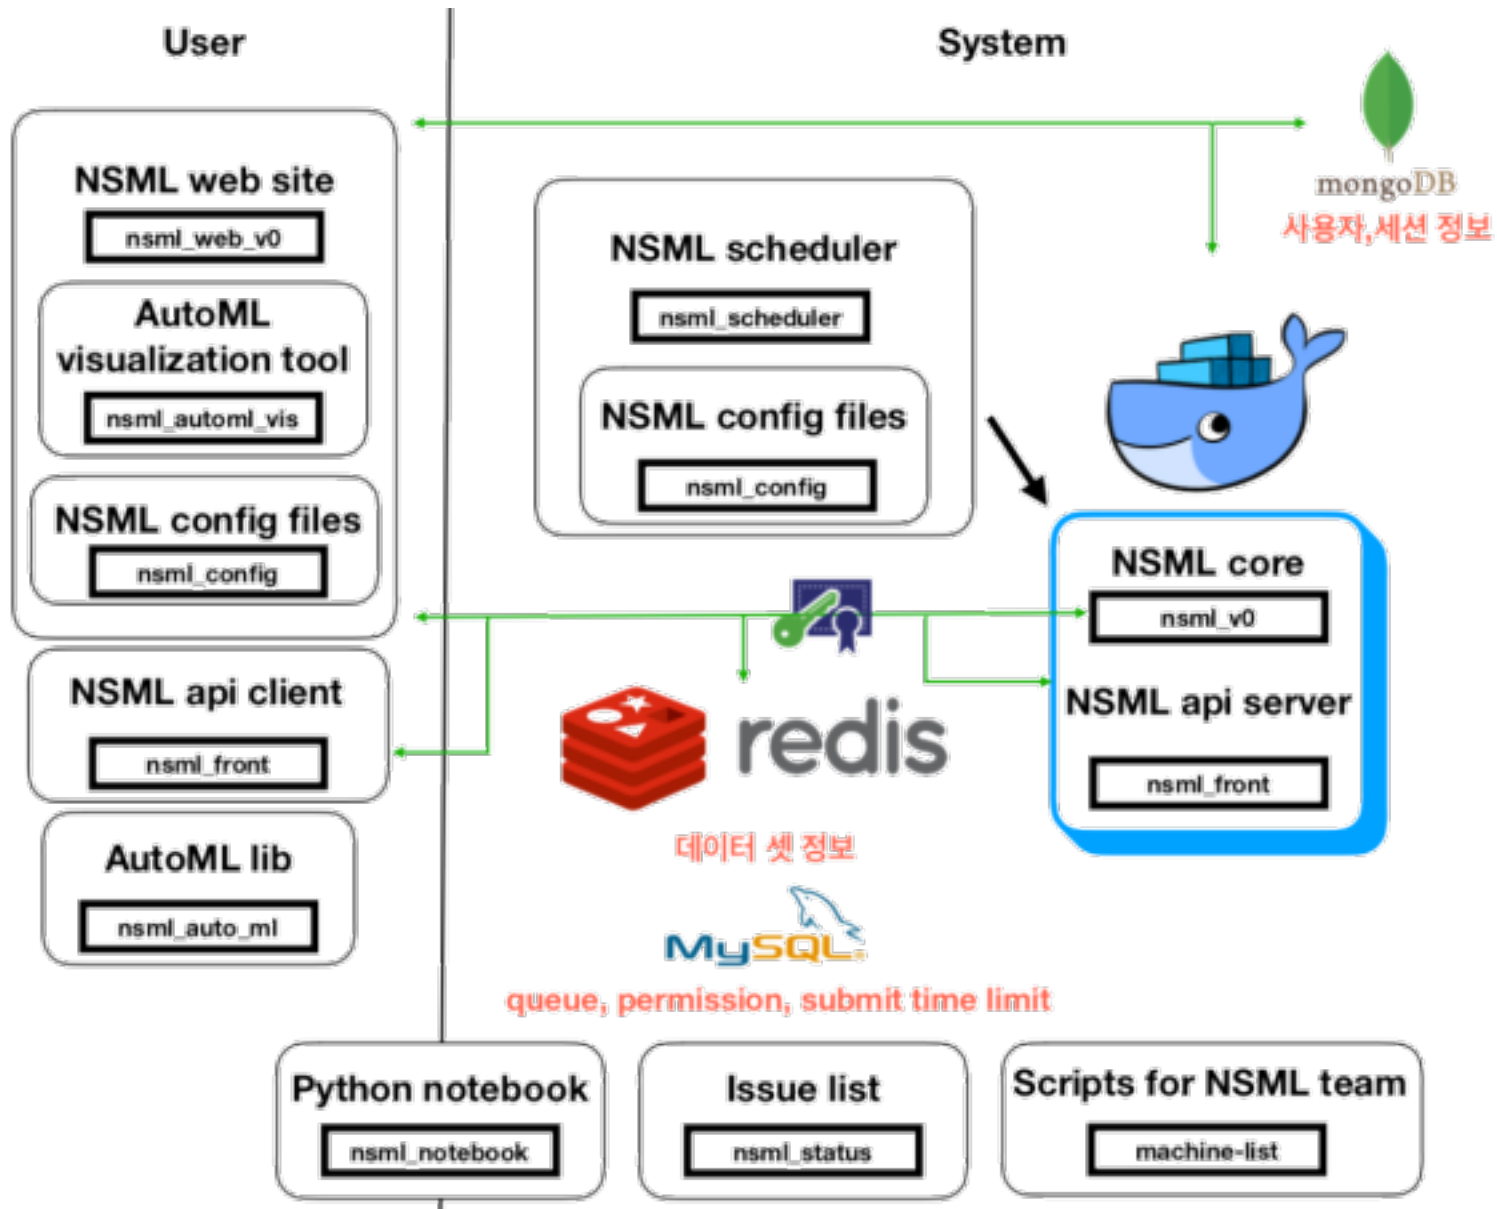 User
System
NSML web site
nsml_web_v0
AutoML
visualization tool
nsml_automl_vis
NSML config files
nsml_config
NSML api client
nsml_front
AutoML lib
nsml_auto_ml
mongoDB
사용자,세션 정보
NSML scheduler
nsml_scheduler
NSML config files
nsml_config
NSML core
nsml_v0
NSML api server
nsml_front
redis
데이터 셋 정보
MySQL
queue, permission, submit time limit
Python notebook
nsml_notebook
Issue list
nsml_status
Scripts for NSML team
machine-list